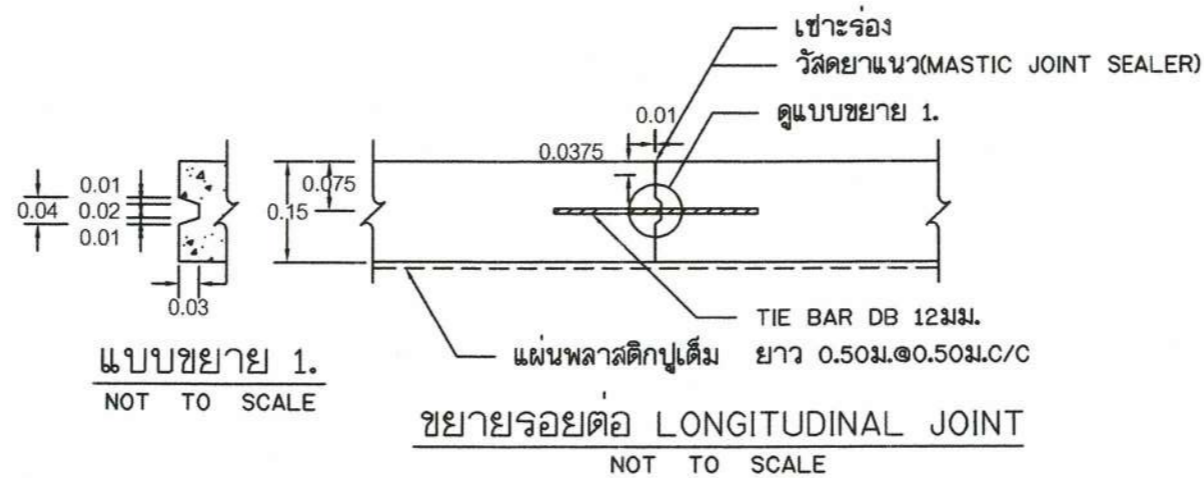 เซาะร่อง
วัสดุยาแนว(MASTIC JOINT SEALER)
ดูแบบขยาย 1.
0.01
0.0375
0.075
0.15
0.01
0.04
0.02
0.01
0.03
TIE BAR DB 12มม.
แผ่นพลาสติกปูเต็ม ยาว 0.50ม.@0.50ม.C/C
แบบขยาย 1.
NOT TO SCALE
ขยายรอยต่อ LONGITUDINAL JOINT
NOT TO SCALE